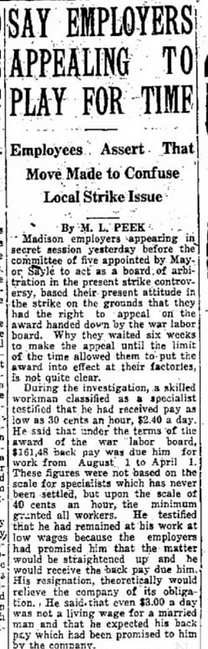 SAY EMPLOYERS
APPEALING TO
PLAY FOR TIME
Employees Assert That
Move Made to Confuse
Local Strike Issue
By M. L. PEEK
Madison employers appearing in
secret session yesterday before the
committee of five appointed by May-
or Sayle to act as a board of arbi-
tration in the present strike controv-
ersy, based their present attitude in
the strike on the grounds that they
had the right to appeal on the
award handed down by the war labor
board. Why they waited six weeks
to make the appeal until the limit
of the time allowed them to put the
award into effect at their factories,
is not quite clear.
During the investigation, a skilled
workman classified as a specialist
testified that he had received pay as
low as 30 cents an hour, $2.40 a day.
He said that under the terms of the
award of the war labor board,
$161,48 back pay was due him for
work from August 1 to April 1.
These figures were not based on the
scale for specialists which has never
been settled, but upon the scale of
40 cents an hour, the minimum
granted all workers. He testified
that he had remained at his work at
low wages because the employers
had promised him that the matter
would be straightened up and he
would receive the back pay due him.
His resignation, theoretically would
relieve the company of its obliga-
tion. He said that even $3.00 a day
was not a living wage for a married
man and that he expected his back
pay which had been promised to him
by the company.